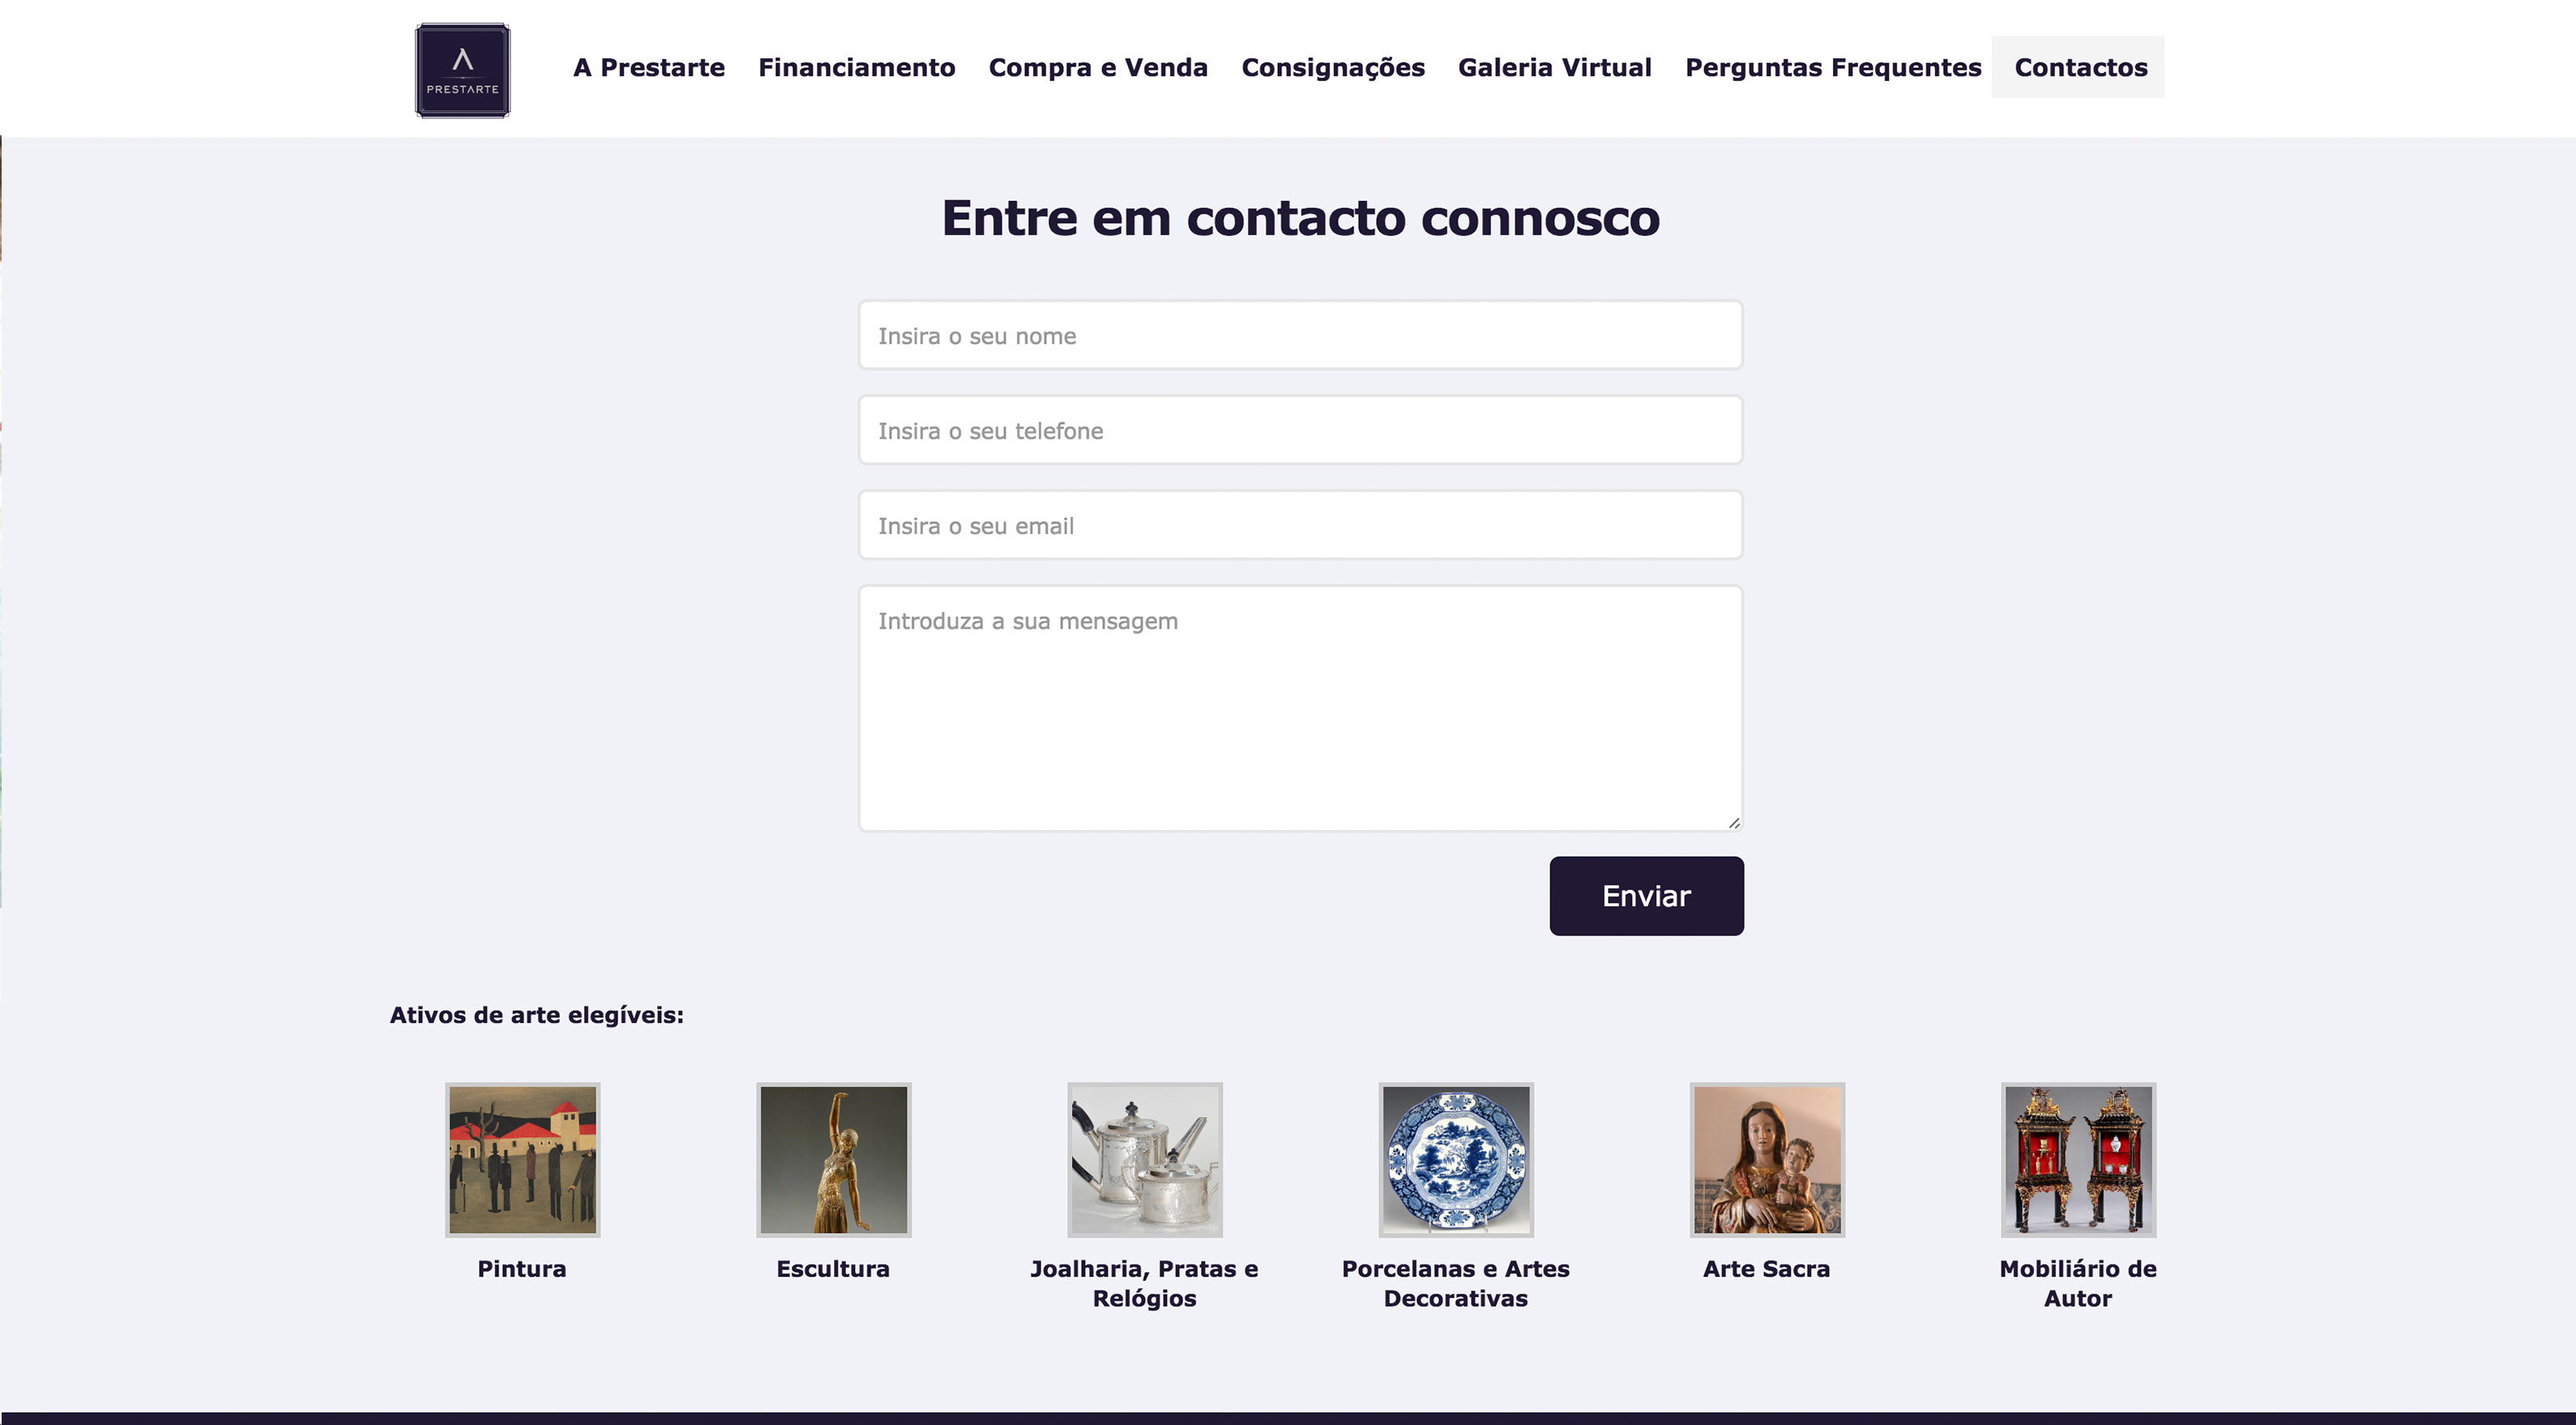 PRESTΛRTE
A Prestarte Financiamento Compra e Venda Consignações Galeria Virtual Perguntas Frequentes Contactos
Entre em contacto connosco
Insira o seu nome
Insira o seu telefone
Insira o seu email
Introduza a sua mensagem
Enviar
Ativos de arte elegíveis:
Pintura
Escultura
Joalharia, Pratas e
Relógios
Porcelanas e Artes
Decorativas
Arte Sacra
Mobiliário de
Autor